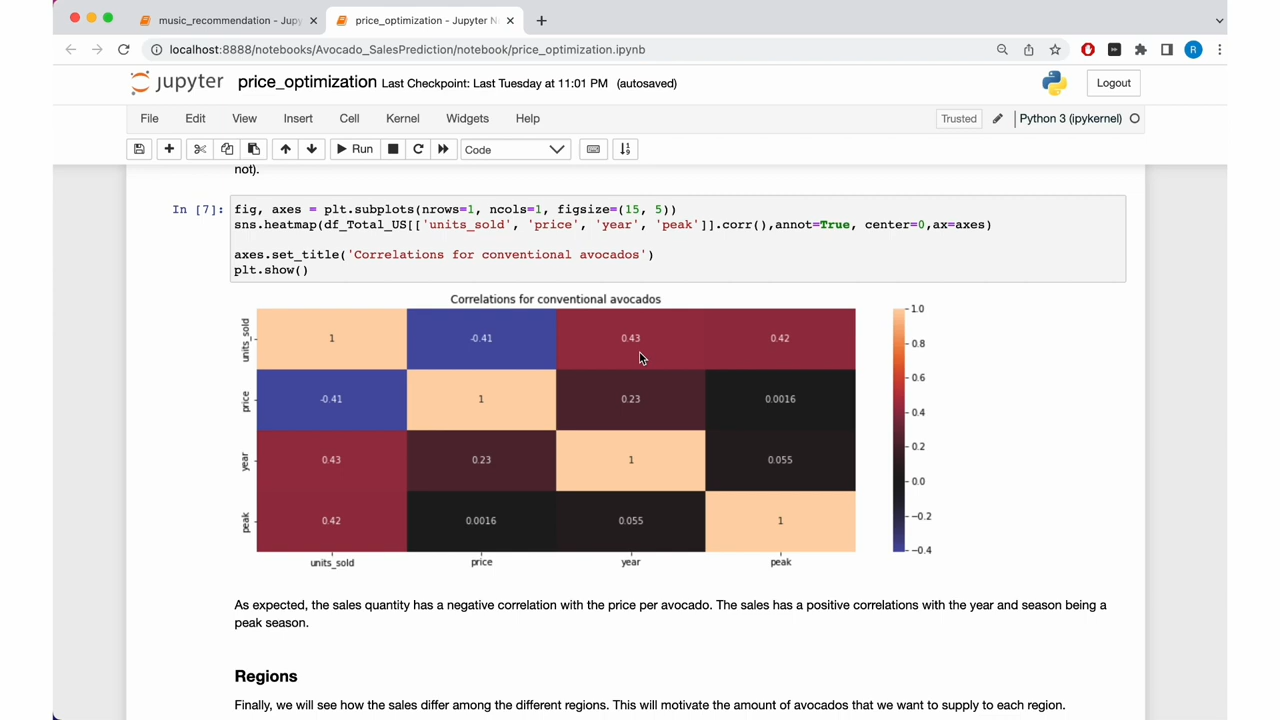 music_recommendation - Jupy
price_optimization - Jupyter N
localhost:8888/notebooks/Avocado_SalesPrediction/notebook/price_optimization.ipynb
R
jupyter price_optimization Last Checkpoint: Last Tuesday at 11:01 PM (autosaved)
Logout
File Edit View Insert Cell Kernel Widgets Help
Trusted
Python 3 (ipykernel)
Run
Code
not).
In [7]:
fig, axes = plt.subplots(nrows=1, ncols=1, figsize=(15, 5))
sns.heatmap(df_Total_US[['units_sold', 'price', 'year', 'peak']].corr(),annot=True, center=0,ax=axes)
axes.set_title('Correlations for conventional avocados')
plt.show()
Correlations for conventional avocados
units_sold 1 -0.41 0.43 0.42
price -0.41 1 0.23 0.0016
year 0.43 0.23 1 0.055
peak 0.42 0.0016 0.055 1
units_sold price year peak
1.0
0.8
0.6
0.4
0.2
0.0
-0.2
-0.4
As expected, the sales quantity has a negative correlation with the price per avocado. The sales has a positive correlations with the year and season being a
peak season.
Regions
Finally, we will see how the sales differ among the different regions. This will motivate the amount of avocados that we want to supply to each region.